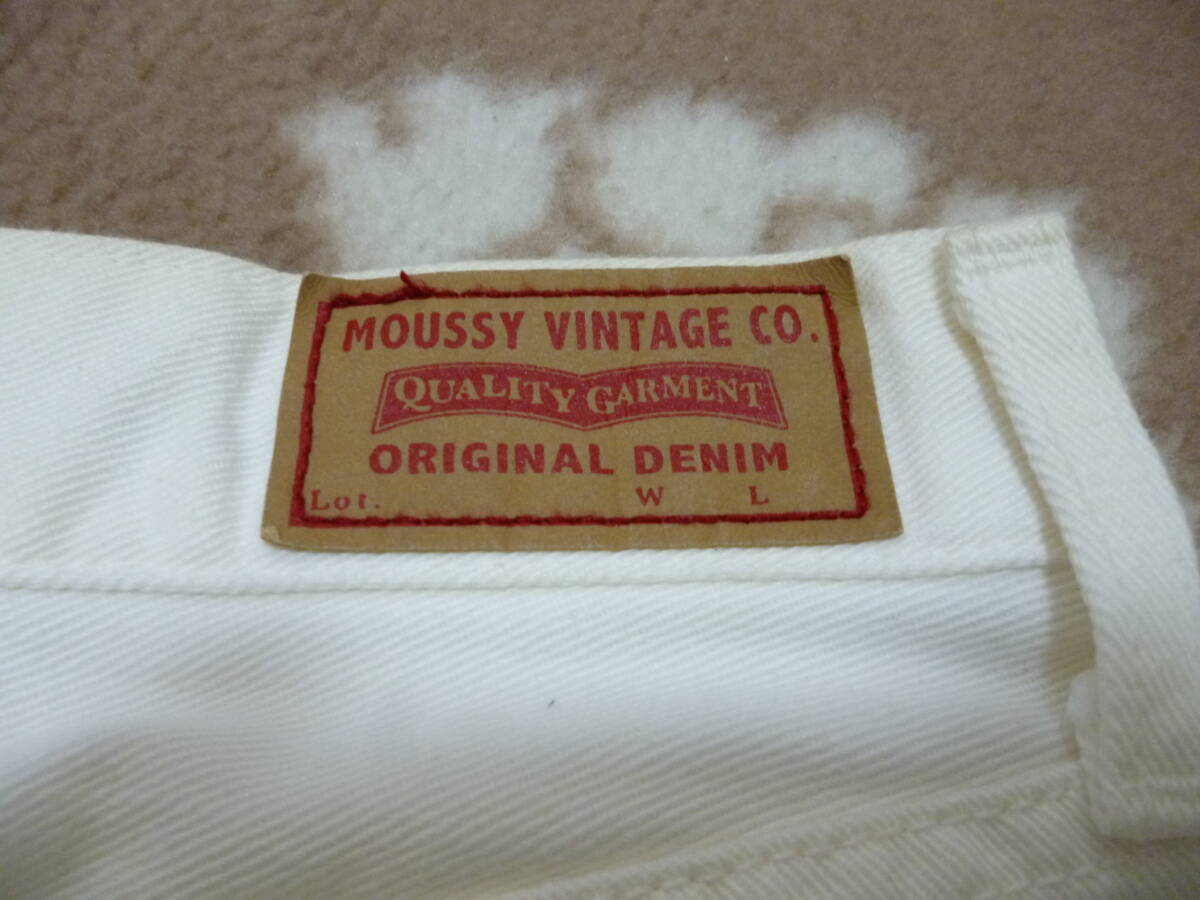 MOUSSY VINTAGE CO.
QUALITY GARMENT
ORIGINAL DENIM
Lot. W L